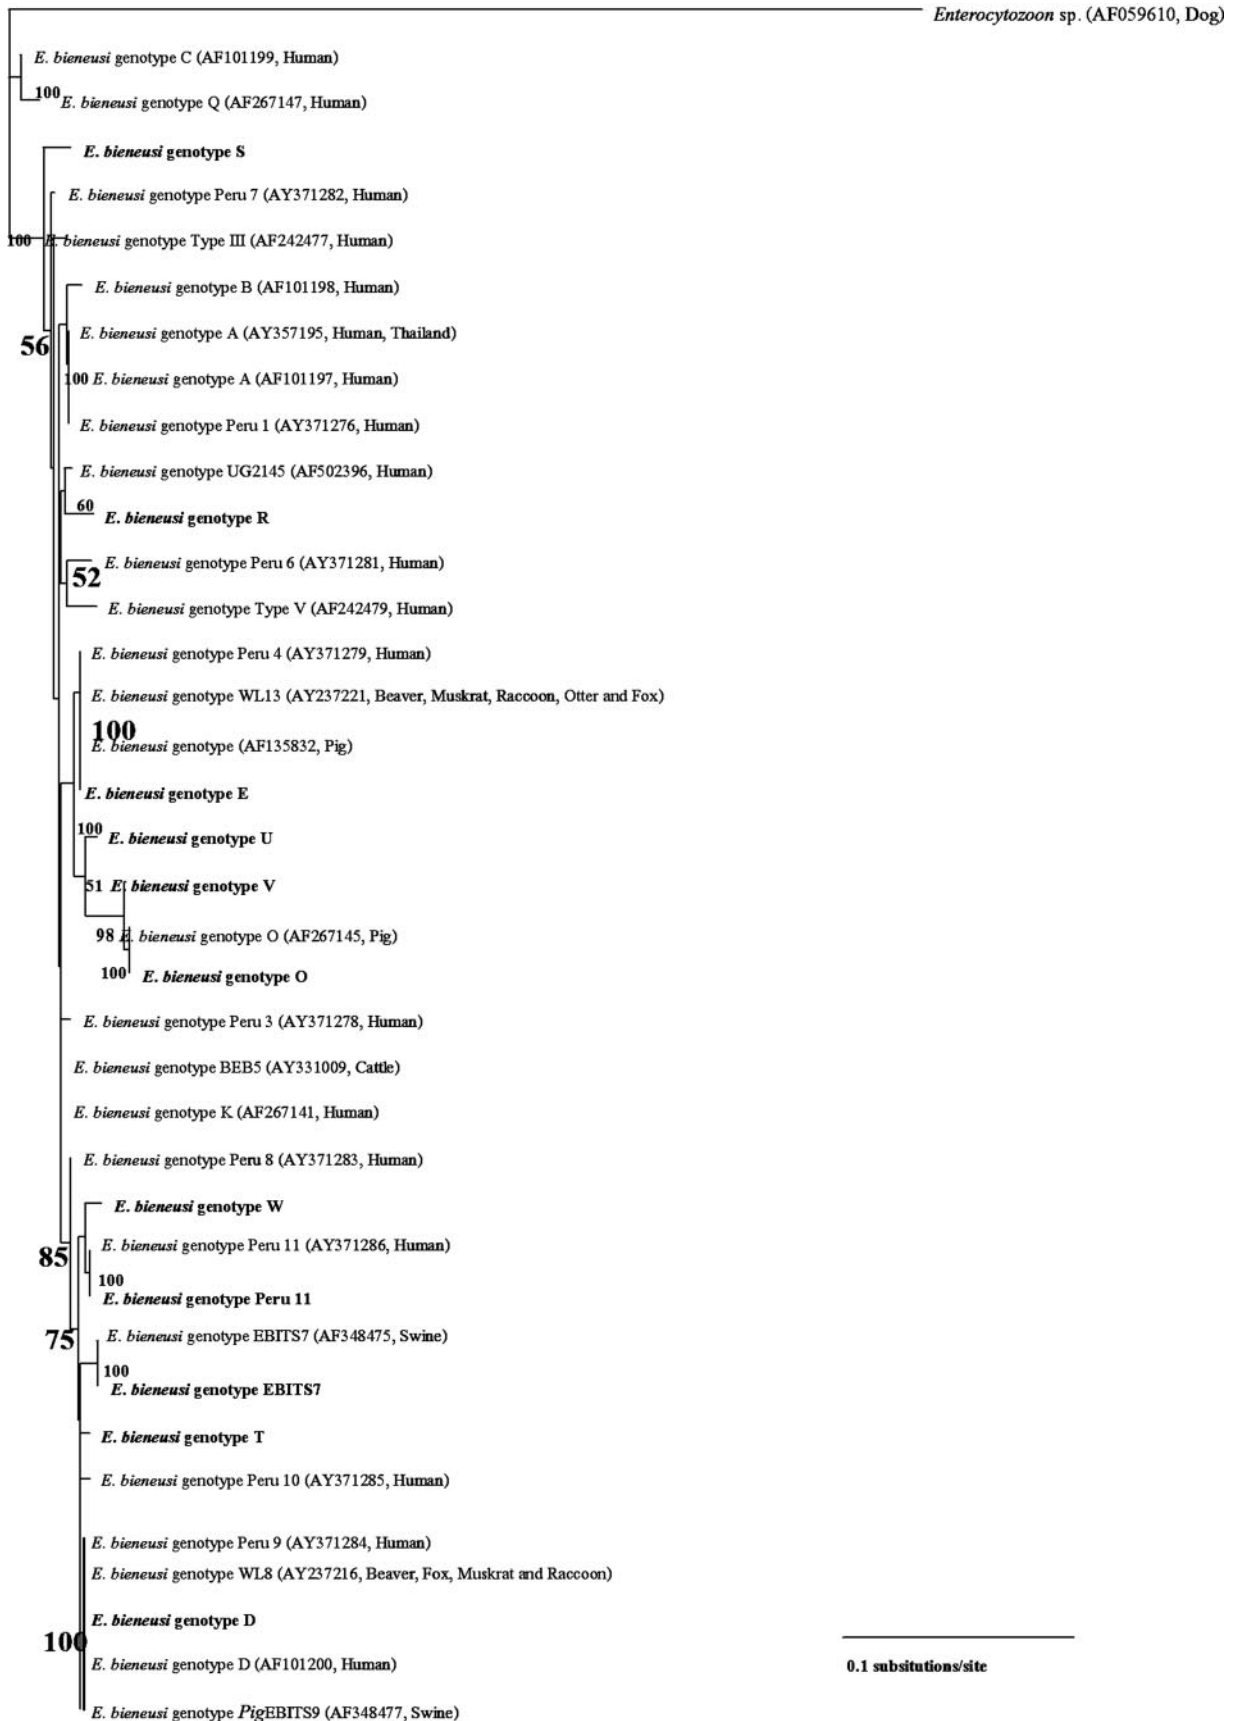 Enterocytozoon sp. (AF059610, Dog)
E. bieneusi genotype C (AF101199, Human)
100 E. bieneusi genotype Q (AF267147, Human)
E. bieneusi genotype S
E. bieneusi genotype Peru 7 (AY371282, Human)
100 E. bieneusi genotype Type III (AF242477, Human)
E. bieneusi genotype B (AF101198, Human)
E. bieneusi genotype A (AY357195, Human, Thailand)
56
100 E. bieneusi genotype A (AF101197, Human)
E. bieneusi genotype Peru 1 (AY371276, Human)
E. bieneusi genotype UG2145 (AF502396, Human)
60
E. bieneusi genotype R
E. bieneusi genotype Peru 6 (AY371281, Human)
52
E. bieneusi genotype Type V (AF242479, Human)
E. bieneusi genotype Peru 4 (AY371279, Human)
E. bieneusi genotype WL13 (AY237221, Beaver, Muskrat, Raccoon, Otter and Fox)
100
E. bieneusi genotype (AF135832, Pig)
E. bieneusi genotype E
100 E. bieneusi genotype U
51 E. bieneusi genotype V
98 E. bieneusi genotype O (AF267145, Pig)
100 E. bieneusi genotype O
E. bieneusi genotype Peru 3 (AY371278, Human)
E. bieneusi genotype BEB5 (AY331009, Cattle)
E. bieneusi genotype K (AF267141, Human)
E. bieneusi genotype Peru 8 (AY371283, Human)
E. bieneusi genotype W
E. bieneusi genotype Peru 11 (AY371286, Human)
85
100
E. bieneusi genotype Peru 11
E. bieneusi genotype EBITS7 (AF348475, Swine)
75
100
E. bieneusi genotype EBITS7
E. bieneusi genotype T
E. bieneusi genotype Peru 10 (AY371285, Human)
E. bieneusi genotype Peru 9 (AY371284, Human)
E. bieneusi genotype WL8 (AY237216, Beaver, Fox, Muskrat and Raccoon)
E. bieneusi genotype D
100
E. bieneusi genotype D (AF101200, Human)
0.1 subsitutions/site
E. bieneusi genotype PigEBITS9 (AF348477, Swine)